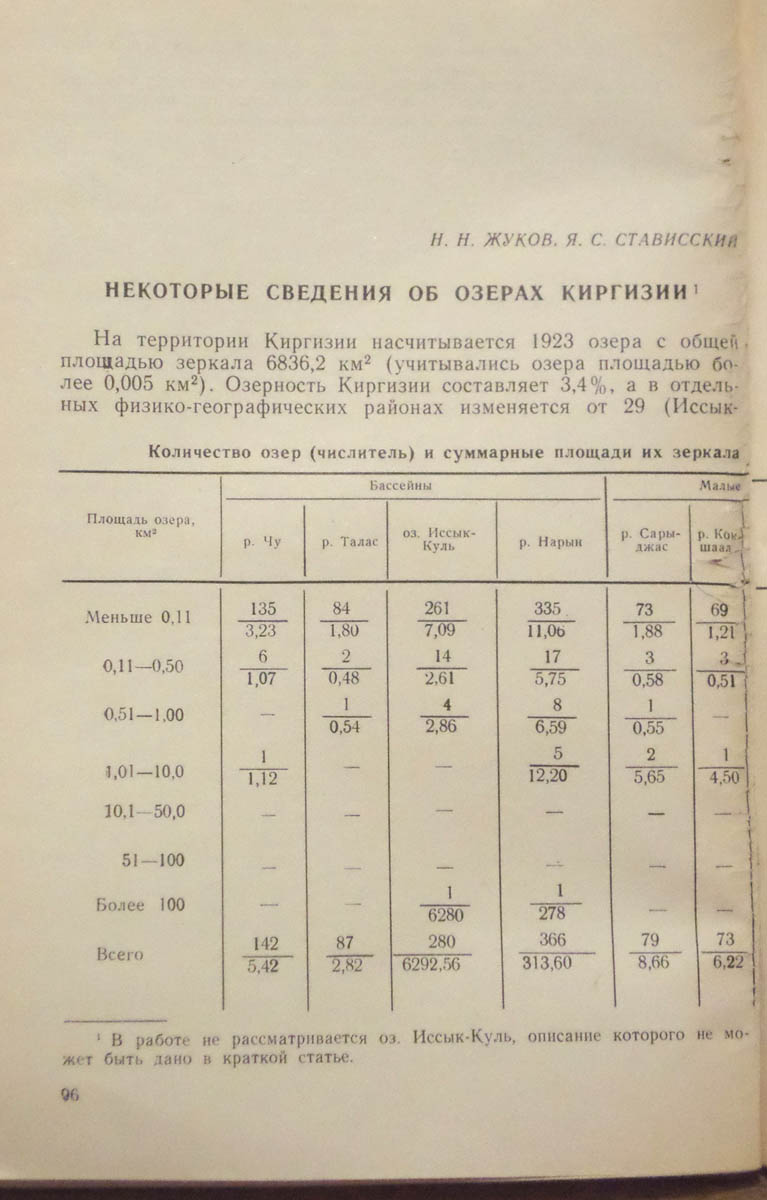 Н. Н. ЖУКОВ, Я. С. СТАВИССКИЙ
НЕКОТОРЫЕ СВЕДЕНИЯ ОБ ОЗЕРАХ КИРГИЗИИ ¹
На территории Киргизии насчитывается 1923 озера с общей
площадью зеркала 6836,2 км² (учитывались озера площадью бо-
лее 0,005 км²). Озерность Киргизии составляет 3,4%, а в отдель-
ных физико-географических районах изменяется от 29 (Иссык-
Количество озер (числитель) и суммарные площади их зеркала
Площадь озера, км² Бассейны Малые
р. Чу р. Талас оз. Иссык-Куль р. Нарын р. Сары-джас р. Кок-шаал
Меньше 0,11 135/3,23 84/1,80 261/7,09 335/11,06 73/1,88 69/1,21
0,11—0,50 6/1,07 2/0,48 14/2,61 17/5,75 3/0,58 3/0,51
0,51—1,00 — 1/0,54 4/2,86 8/6,59 1/0,55 —
1,01—10,0 1/1,12 — — 5/12,20 2/5,65 1/4,50
10,1—50,0 — — — — — —
51—100 — — — — — —
Более 100 — — 1/6280 1/278 — —
Всего 142/5,42 87/2,82 280/6292,56 366/313,60 79/8,66 73/6,22
¹ В работе не рассматривается оз. Иссык-Куль, описание которого не мо-
жет быть дано в краткой статье.
96